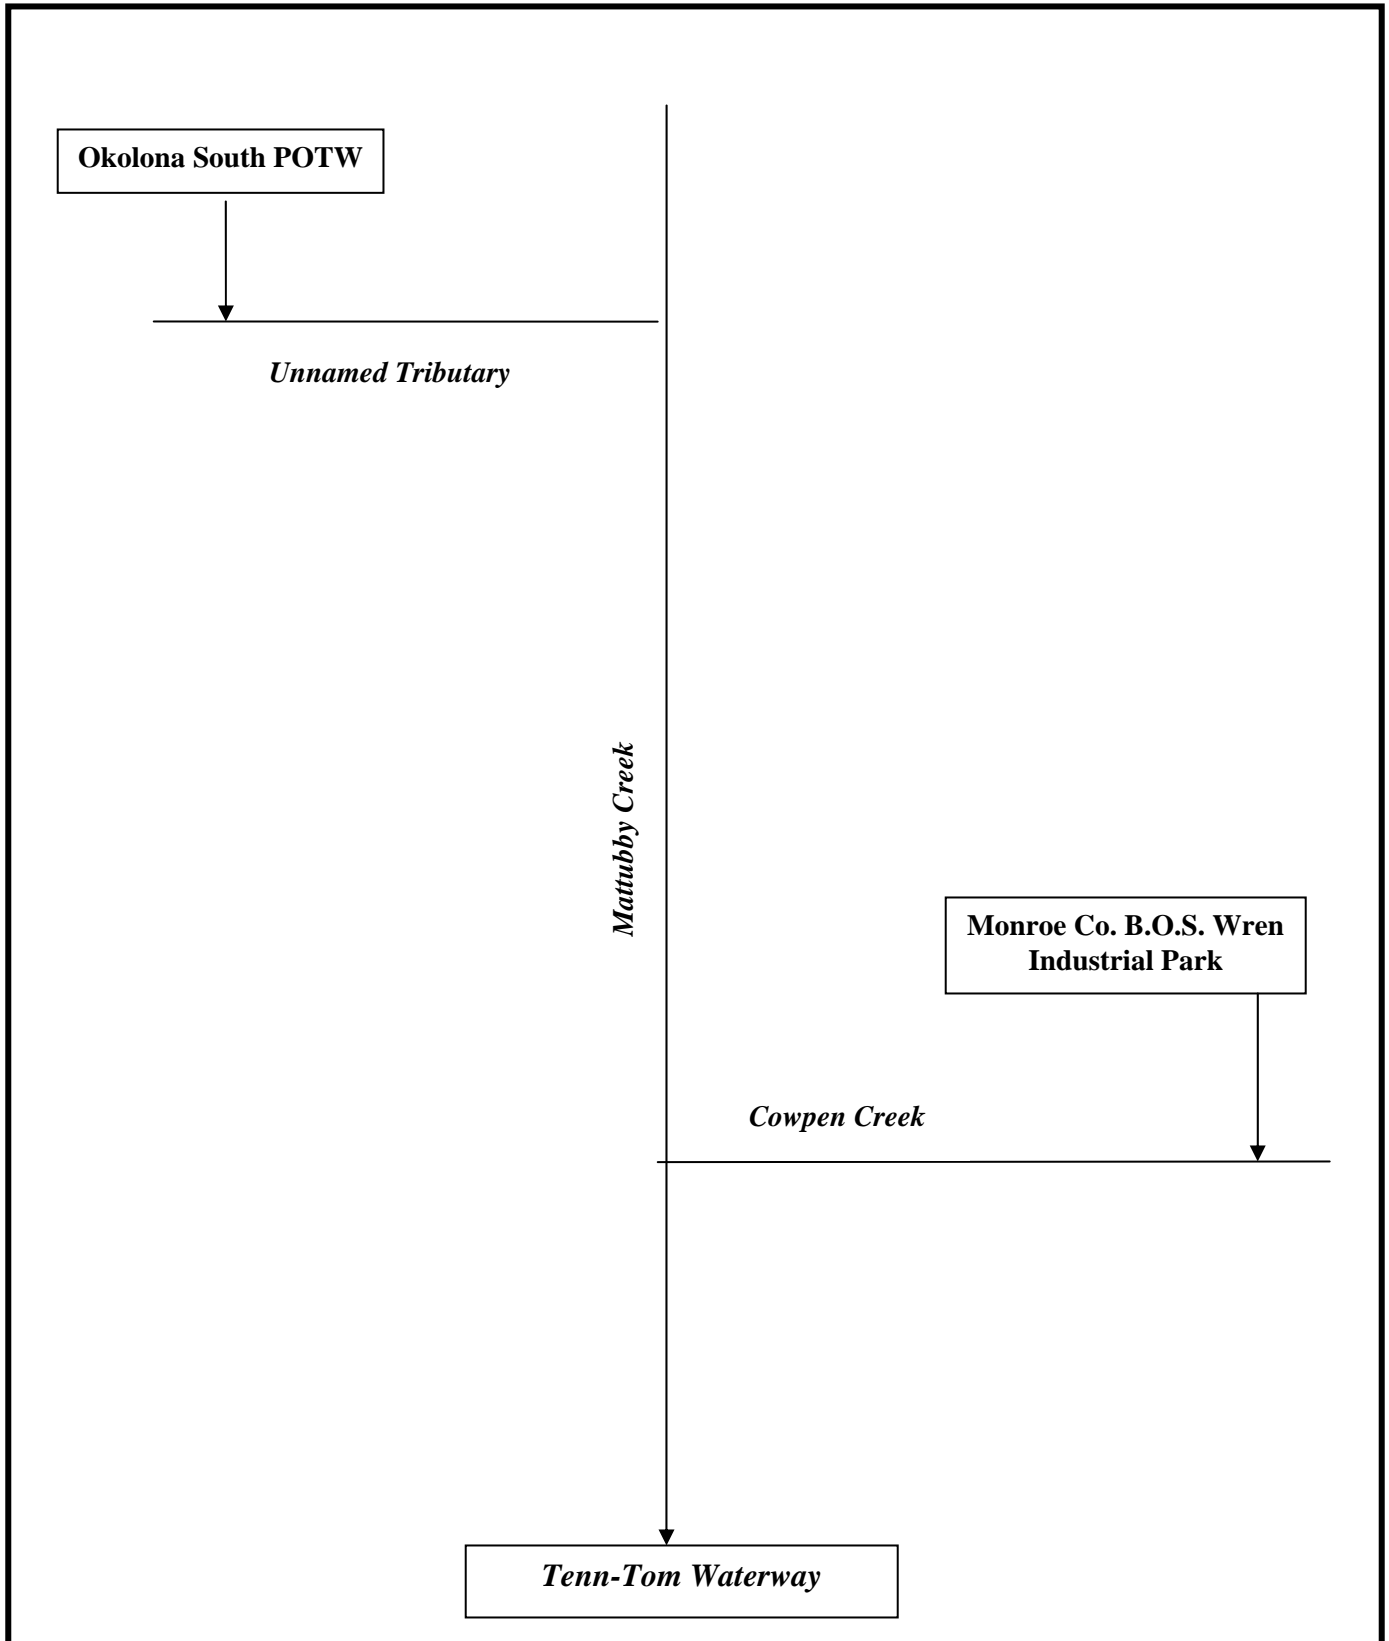 Okolona South POTW
Unnamed Tributary
Mattubby Creek
Monroe Co. B.O.S. Wren
Industrial Park
Cowpen Creek
Tenn-Tom Waterway